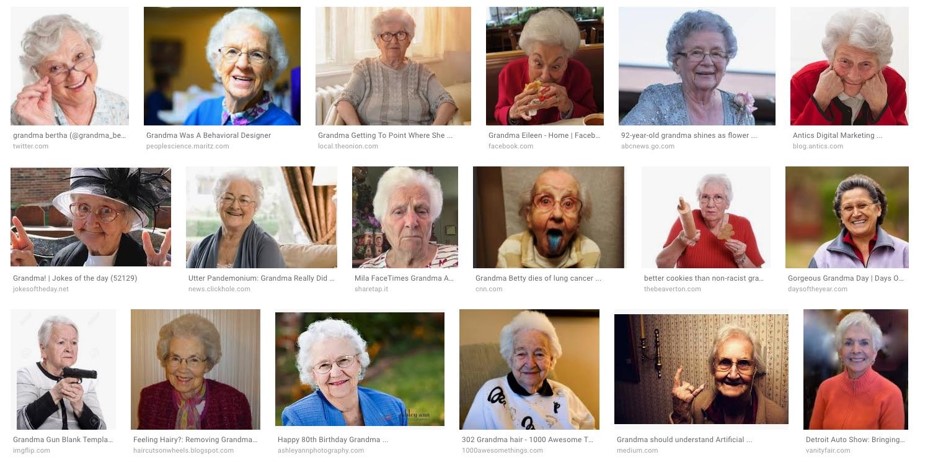 grandma bertha (@grandma_be...
Grandma Was A Behavioral Designer
Grandma Getting To Point Where She ...
Grandma Eileen - Home | Faceb...
92-year-old grandma shines as flower ...
Antics Digital Marketing ...
twitter.com
peoplescience.maritz.com
local.theonion.com
facebook.com
abcnews.go.com
blog.antics.com
Grandma! | Jokes of the day (52129)
Utter Pandemonium: Grandma Really Did ...
Mila FaceTimes Grandma A...
Grandma Betty dies of lung cancer ...
better cookies than non-racist gra...
Gorgeous Grandma Day | Days O...
jokesoftheday.net
news.clickhole.com
sharetap.it
cnn.com
thebeaverton.com
daysoftheyear.com
Grandma Gun Blank Templa...
Feeling Hairy?: Removing Grandma...
Happy 80th Birthday Grandma ...
302 Grandma hair - 1000 Awesome T...
Grandma should understand Artificial ...
Detroit Auto Show: Bringing...
imgflip.com
haircutsonwheels.blogspot.com
ashleyannphotography.com
1000awesomethings.com
medium.com
vanityfair.com